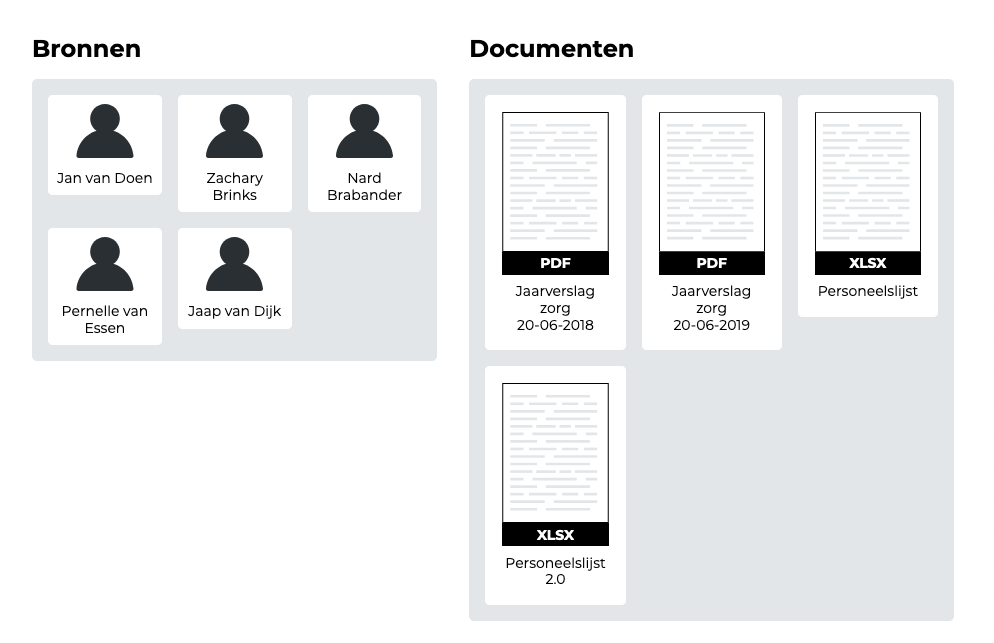 Bronnen
Jan van Doen
Zachary
Brinks
Nard
Brabander
Pernelle van
Essen
Jaap van Dijk
Documenten
PDF
Jaarverslag
zorg
20-06-2018
PDF
Jaarverslag
zorg
20-06-2019
XLSX
Personeelslijst
XLSX
Personeelslijst
2.0